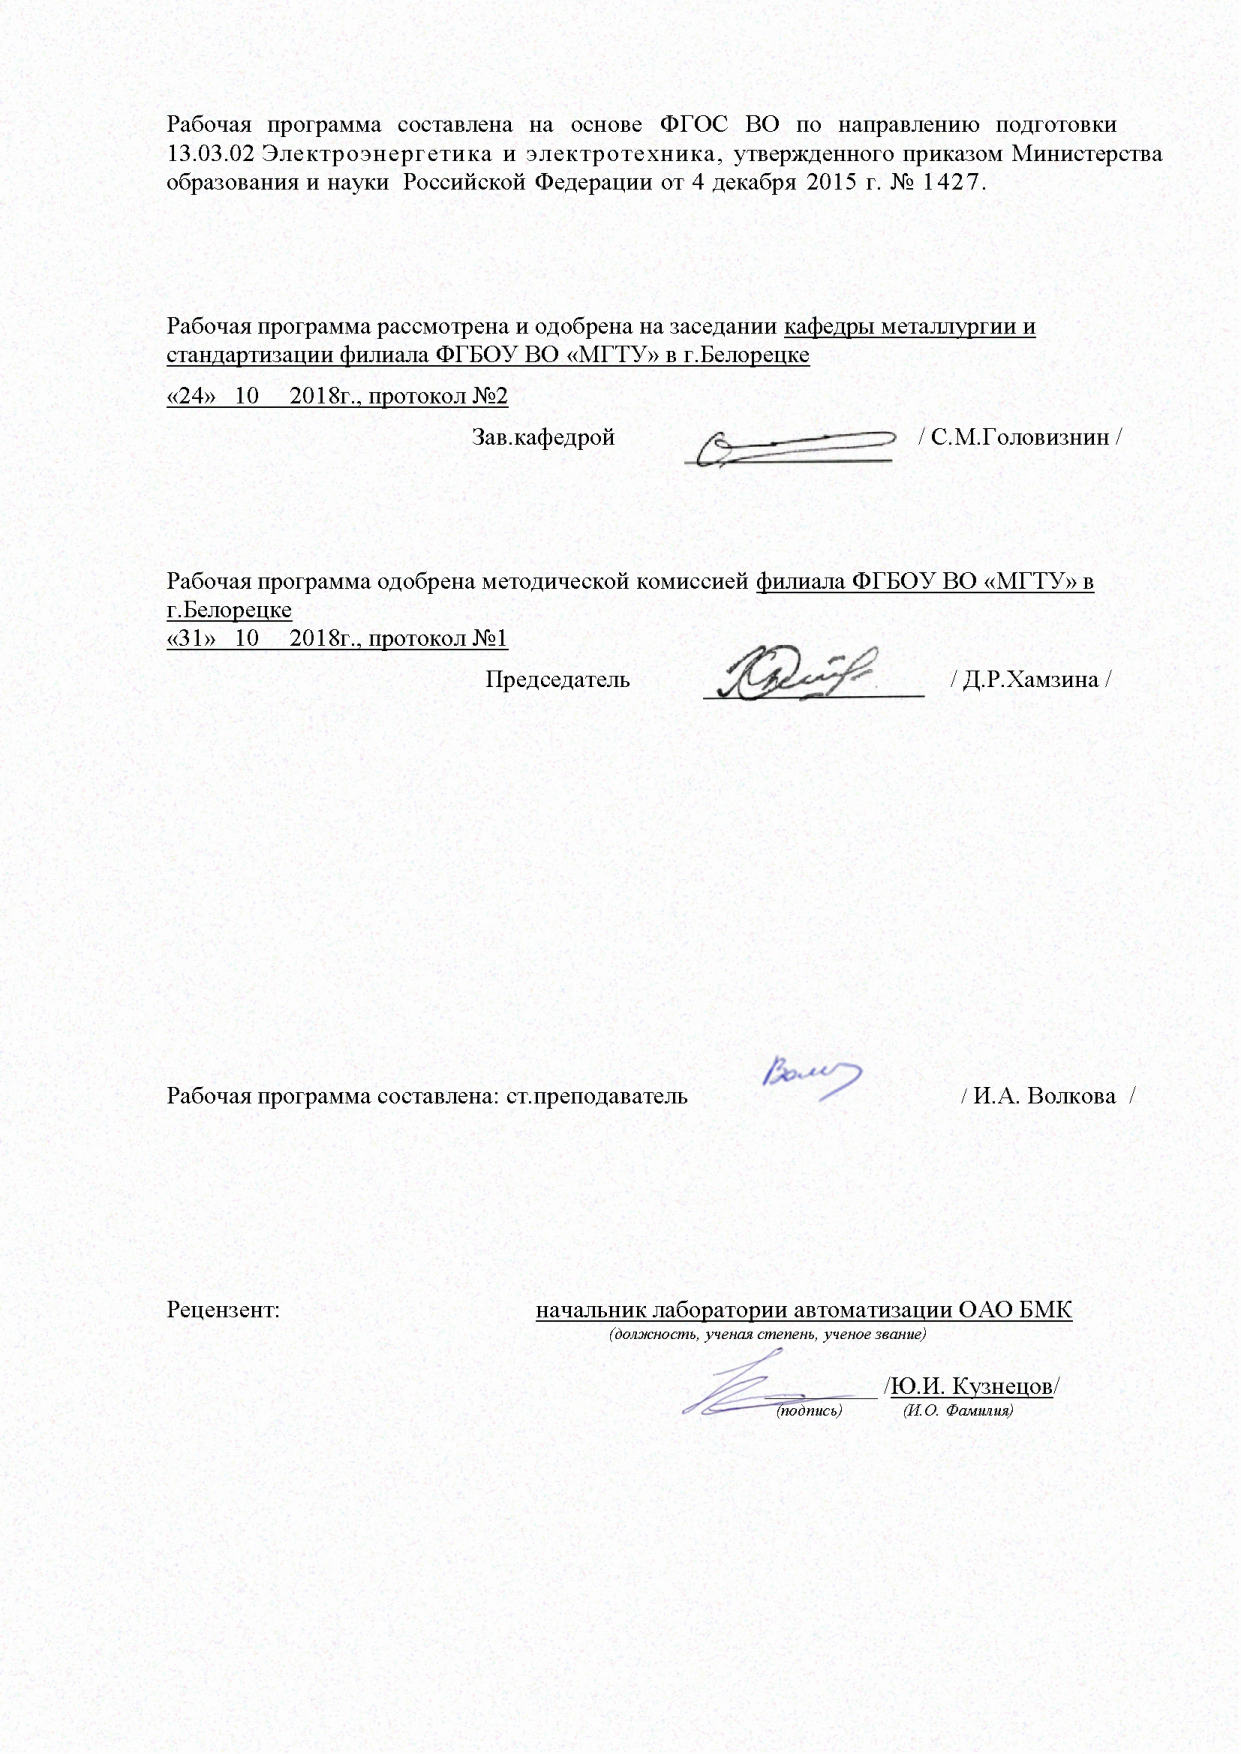 Рабочая программа составлена на основе ФГОС ВО по направлению подготовки
13.03.02 Электроэнергетика и электротехника, утвержденного приказом Министерства
образования и науки Российской Федерации от 4 декабря 2015 г. № 1427.
Рабочая программа рассмотрена и одобрена на заседании кафедры металлургии и
стандартизации филиала ФГБОУ ВО «МГТУ» в г.Белорецке
«24» 10 2018г., протокол №2
Зав.кафедрой / С.М.Головизнин /
Рабочая программа одобрена методической комиссией филиала ФГБОУ ВО «МГТУ» в
г.Белорецке
«31» 10 2018г., протокол №1
Председатель / Д.Р.Хамзина /
Рабочая программа составлена: ст.преподаватель / И.А. Волкова /
Рецензент: начальник лаборатории автоматизации ОАО БМК
(должность, ученая степень, ученое звание)
/Ю.И. Кузнецов/
(подпись) (И.О. Фамилия)